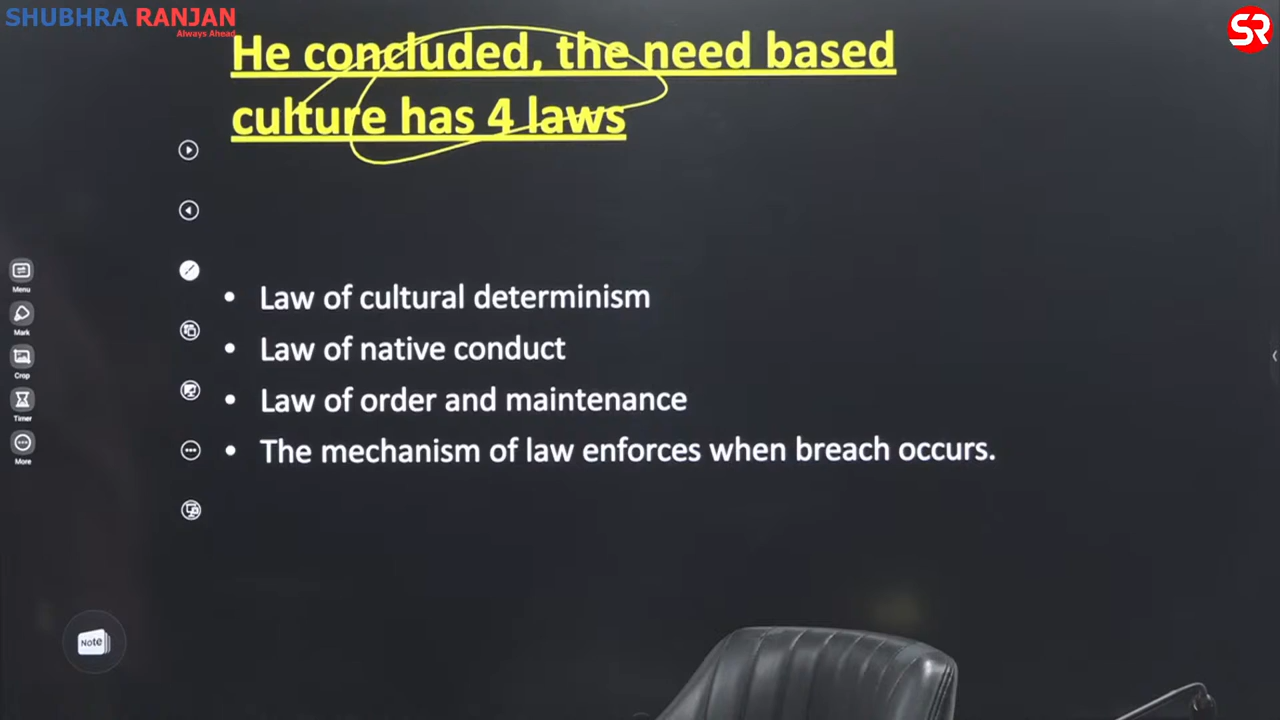 SHUBHRA RANJAN
Always Ahead
SR
He concluded, the need based
culture has 4 laws
• Law of cultural determinism
• Law of native conduct
• Law of order and maintenance
• The mechanism of law enforces when breach occurs.
Menu
Mark
Crop
Timer
More
Note